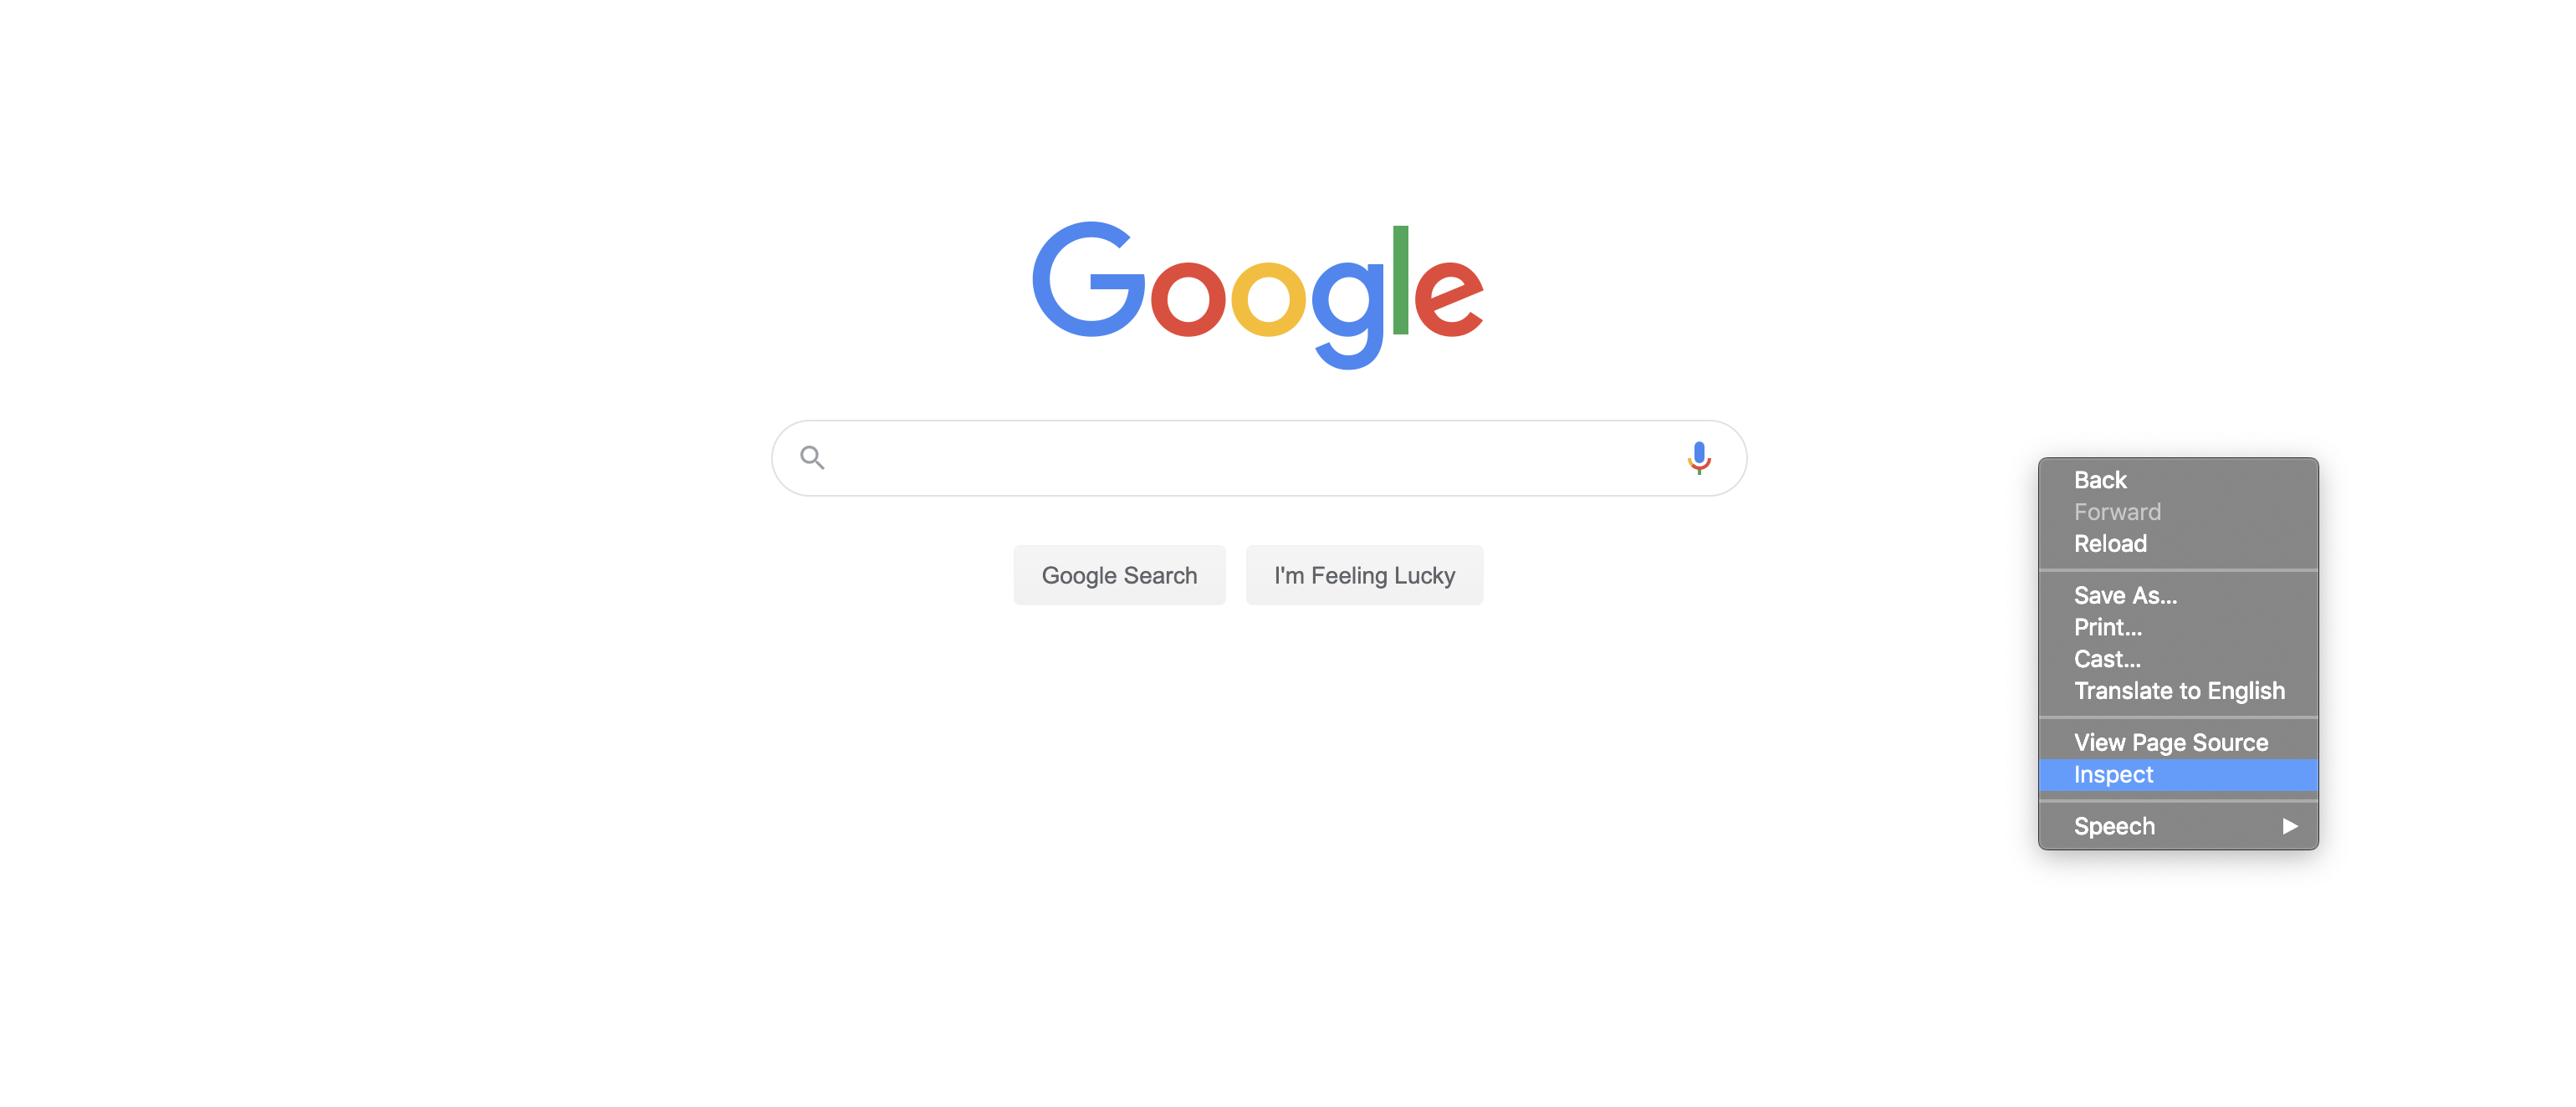 Google
Google Search
I'm Feeling Lucky
Back
Forward
Reload
Save As...
Print...
Cast...
Translate to English
View Page Source
Inspect
Speech